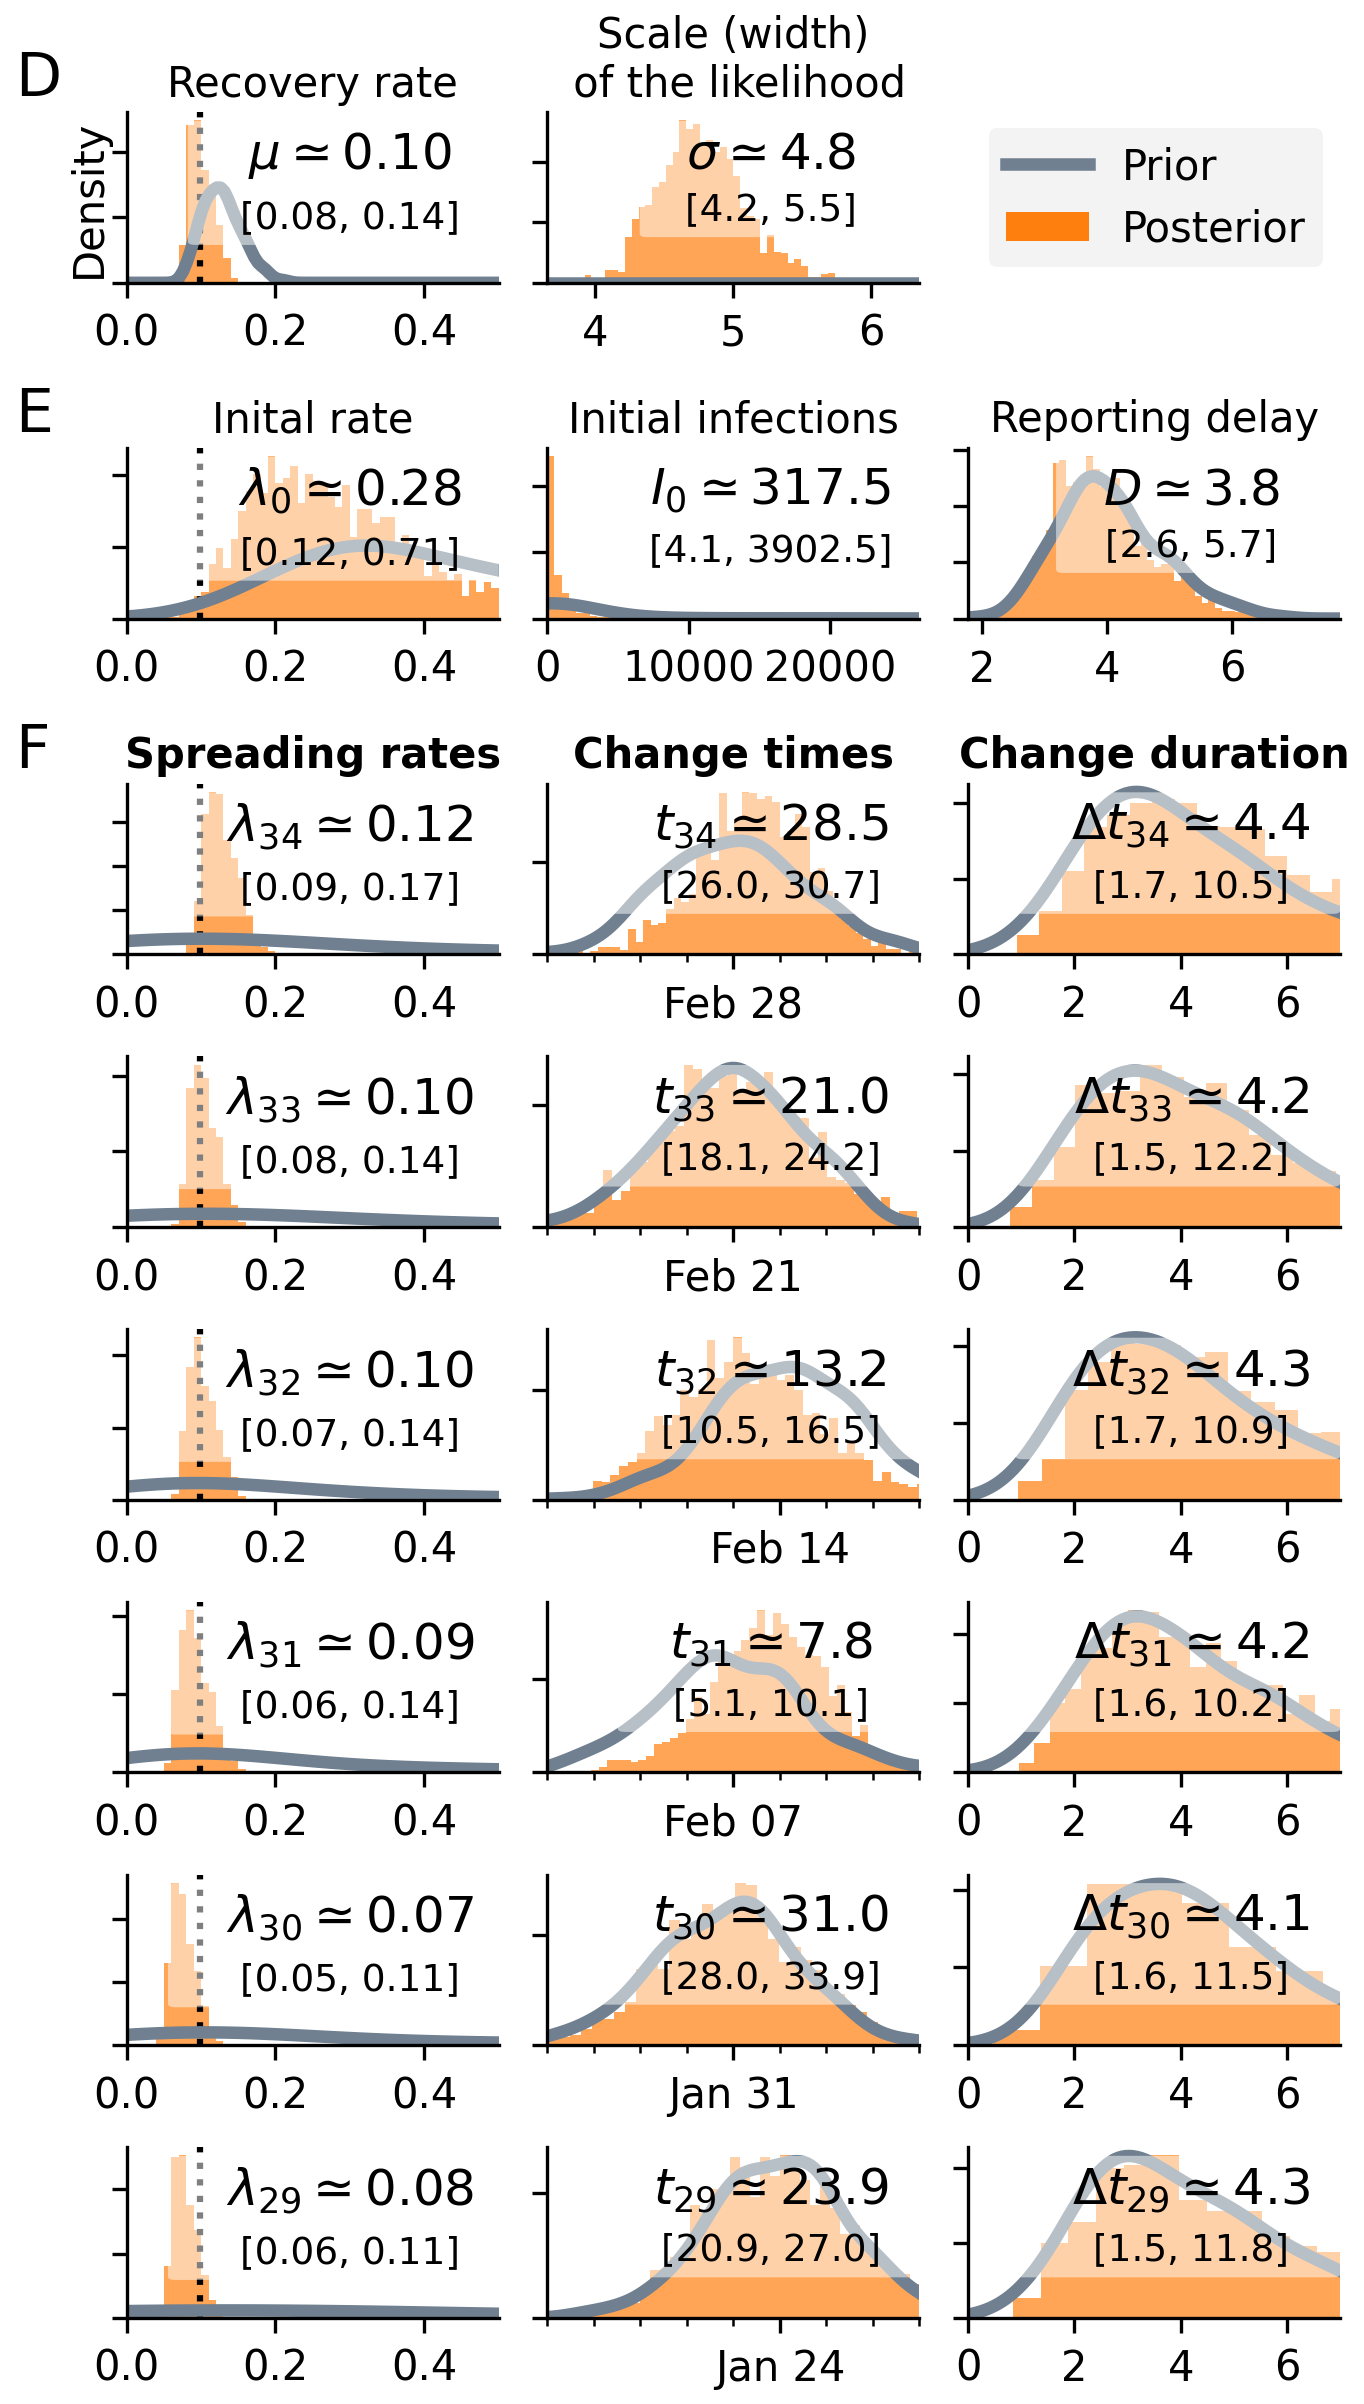 D
Recovery rate
Scale (width)
of the likelihood
Density
μ ≃ 0.10
[0.08, 0.14]
σ ≃ 4.8
[4.2, 5.5]
Prior
Posterior
0.0 0.2 0.4
4 5 6
E
Inital rate
Initial infections
Reporting delay
λ0 ≃ 0.28
[0.12, 0.71]
I0 ≃ 317.5
[4.1, 3902.5]
D ≃ 3.8
[2.6, 5.7]
0.0 0.2 0.4
0 10000 20000
2 4 6
F
Spreading rates
Change times
Change duration
λ34 ≃ 0.12
[0.09, 0.17]
t34 ≃ 28.5
[26.0, 30.7]
Δt34 ≃ 4.4
[1.7, 10.5]
0.0 0.2 0.4
Feb 28
0 2 4 6
λ33 ≃ 0.10
[0.08, 0.14]
t33 ≃ 21.0
[18.1, 24.2]
Δt33 ≃ 4.2
[1.5, 12.2]
0.0 0.2 0.4
Feb 21
0 2 4 6
λ32 ≃ 0.10
[0.07, 0.14]
t32 ≃ 13.2
[10.5, 16.5]
Δt32 ≃ 4.3
[1.7, 10.9]
0.0 0.2 0.4
Feb 14
0 2 4 6
λ31 ≃ 0.09
[0.06, 0.14]
t31 ≃ 7.8
[5.1, 10.1]
Δt31 ≃ 4.2
[1.6, 10.2]
0.0 0.2 0.4
Feb 07
0 2 4 6
λ30 ≃ 0.07
[0.05, 0.11]
t30 ≃ 31.0
[28.0, 33.9]
Δt30 ≃ 4.1
[1.6, 11.5]
0.0 0.2 0.4
Jan 31
0 2 4 6
λ29 ≃ 0.08
[0.06, 0.11]
t29 ≃ 23.9
[20.9, 27.0]
Δt29 ≃ 4.3
[1.5, 11.8]
0.0 0.2 0.4
Jan 24
0 2 4 6